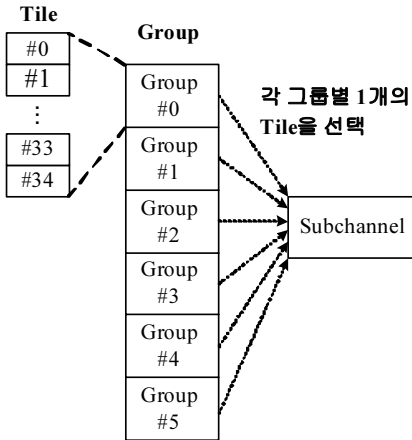 Tile
#0
#1
⋮
#33
#34
Group
Group
#0
Group
#1
Group
#2
Group
#3
Group
#4
Group
#5
각 그룹별 1개의
Tile을 선택
Subchannel